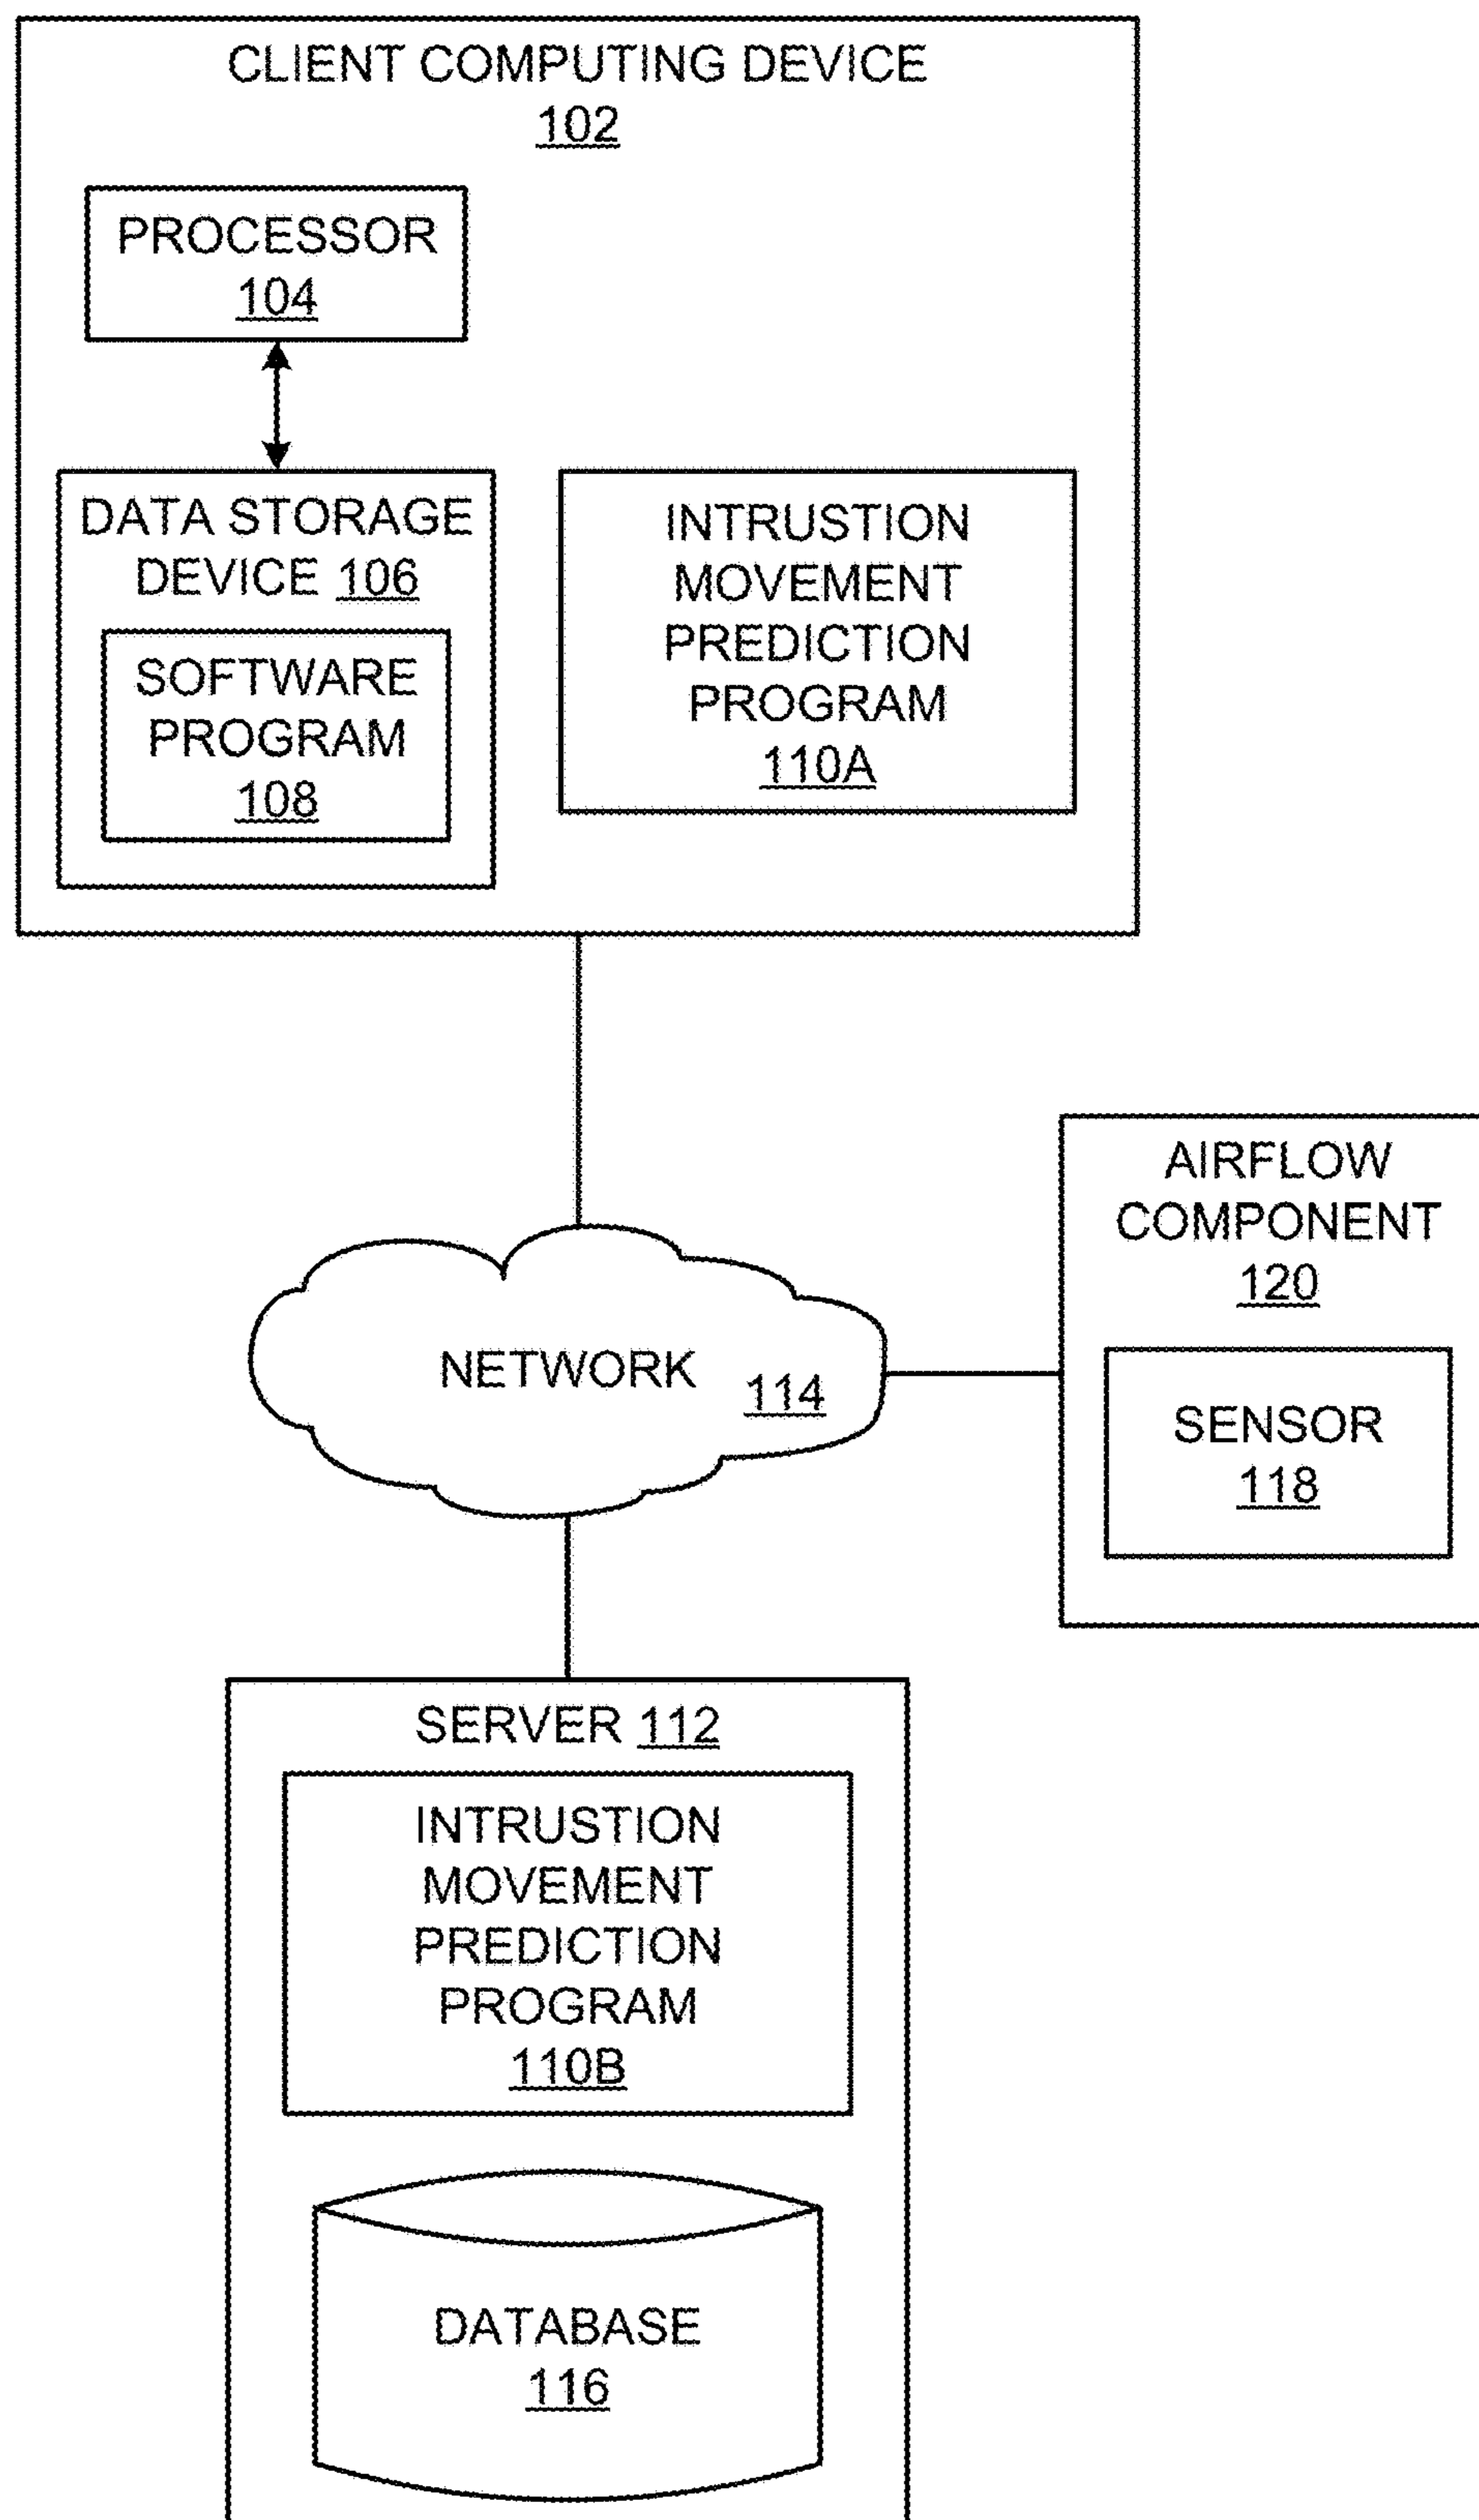 CLIENT COMPUTING DEVICE
102
PROCESSOR
104
DATA STORAGE
DEVICE 106
SOFTWARE
PROGRAM
108
INTRUSTION
MOVEMENT
PREDICTION
PROGRAM
110A
NETWORK 114
AIRFLOW
COMPONENT
120
SENSOR
118
SERVER 112
INTRUSTION
MOVEMENT
PREDICTION
PROGRAM
110B
DATABASE
116